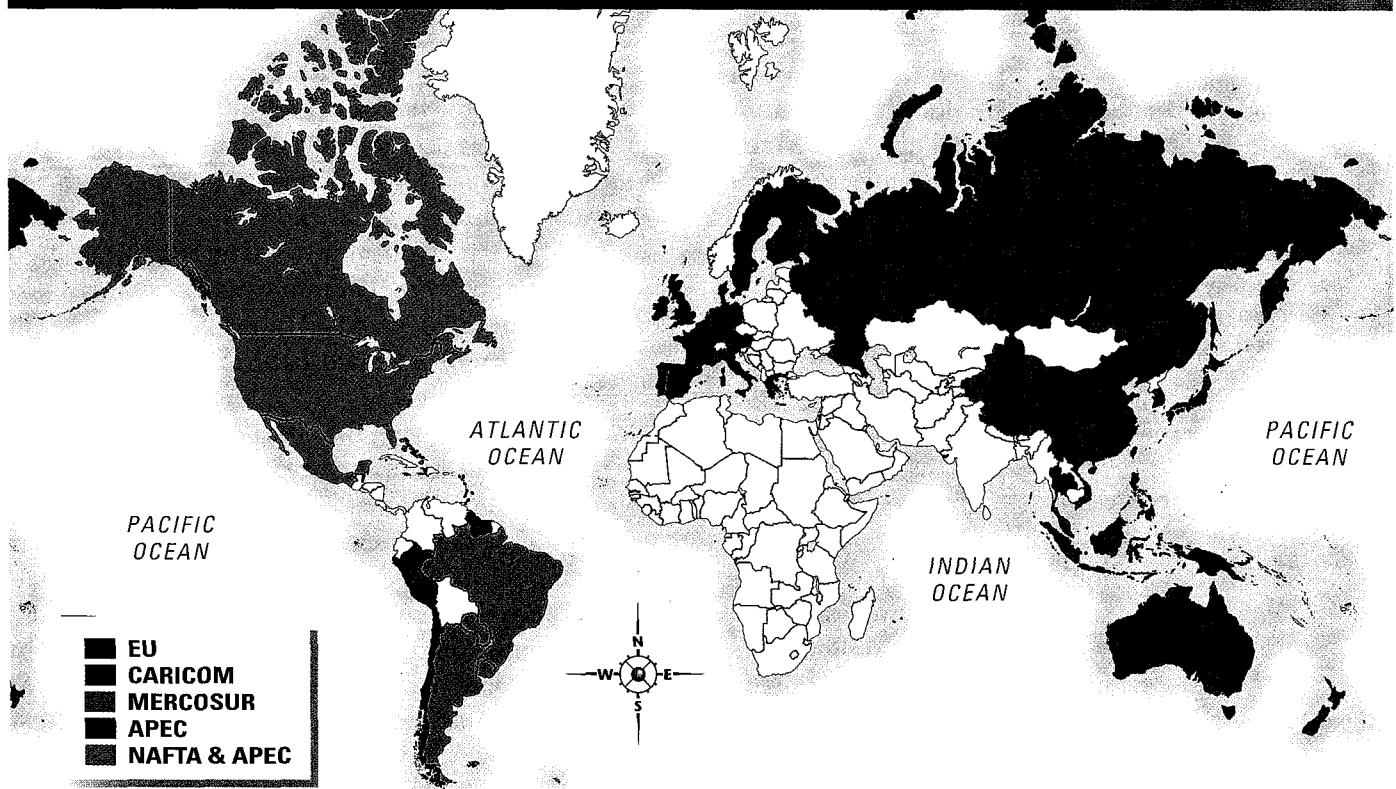 ATLANTIC
OCEAN
PACIFIC
OCEAN
PACIFIC
OCEAN
INDIAN
OCEAN
EU
CARICOM
MERCOSUR
APEC
NAFTA & APEC
N
W
E
S